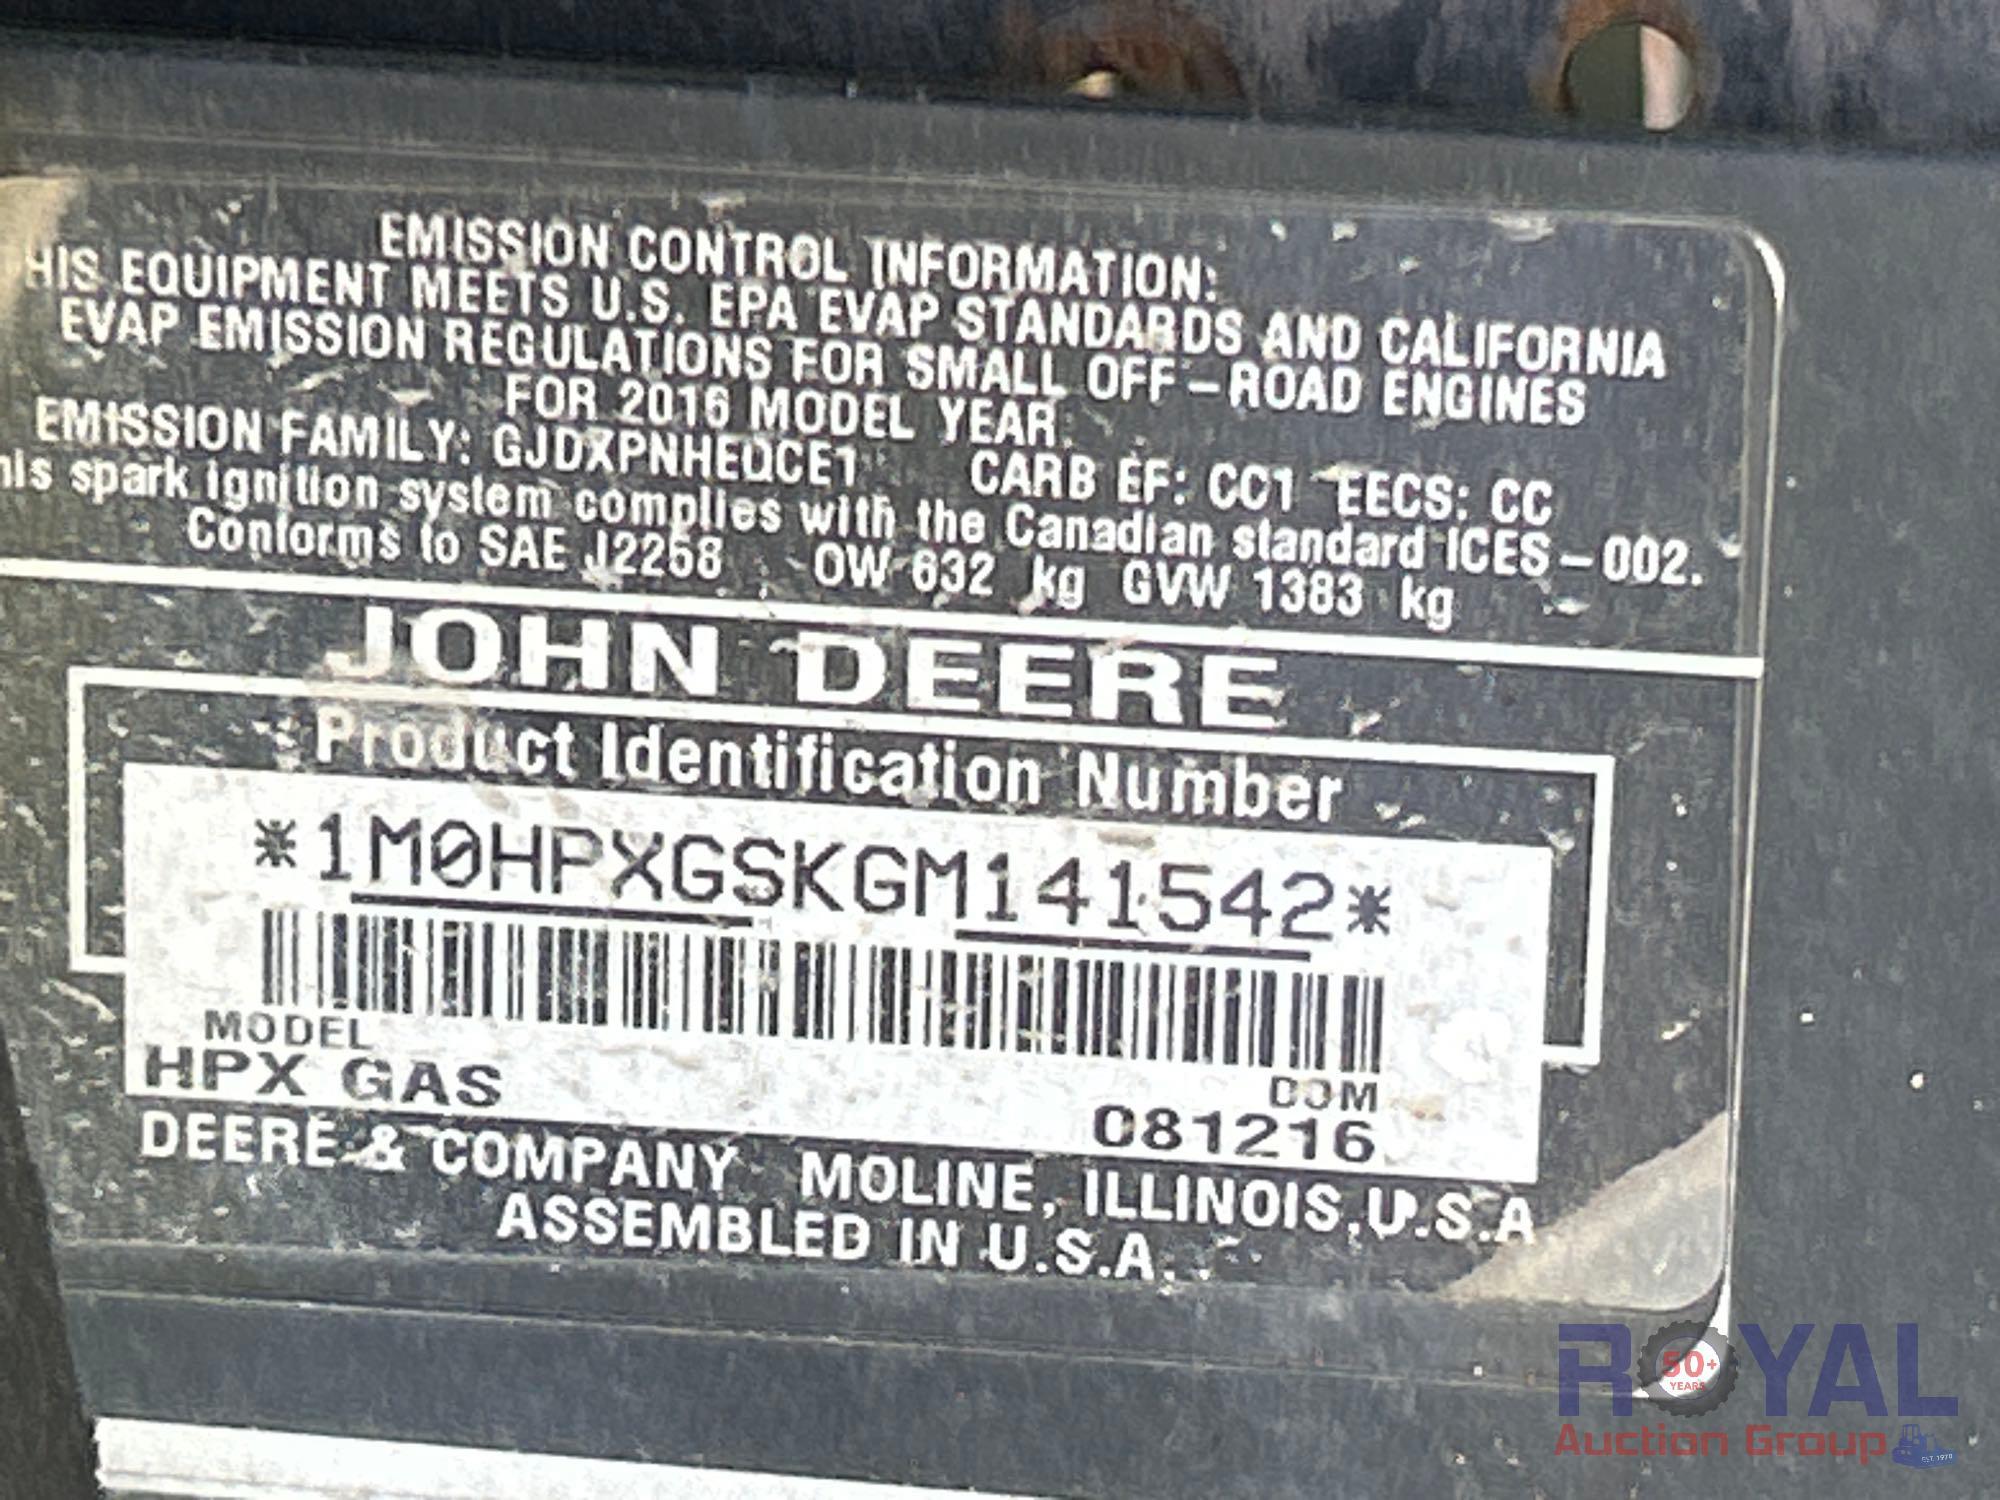 EMISSION CONTROL INFORMATION:
HIS EQUIPMENT MEETS U.S. EPA EVAP STANDARDS AND CALIFORNIA
EVAP EMISSION REGULATIONS FOR SMALL OFF-ROAD ENGINES
FOR 2016 MODEL YEAR.
EMISSION FAMILY: GJDXPNHEQCE1 CARB EF: CC1 EECS: CC
his spark ignition system complies with the Canadian standard ICES-002.
Conforms to SAE J2258 OW 632 kg GVW 1383 kg
JOHN DEERE
Product Identification Number
*1M0HPXGSKGM141542*
MODEL
HPX GAS
DOM
081216
DEERE & COMPANY MOLINE, ILLINOIS, U.S.A
ASSEMBLED IN U.S.A.
ROYAL
50+
YEARS
Auction Group
EST. 1970